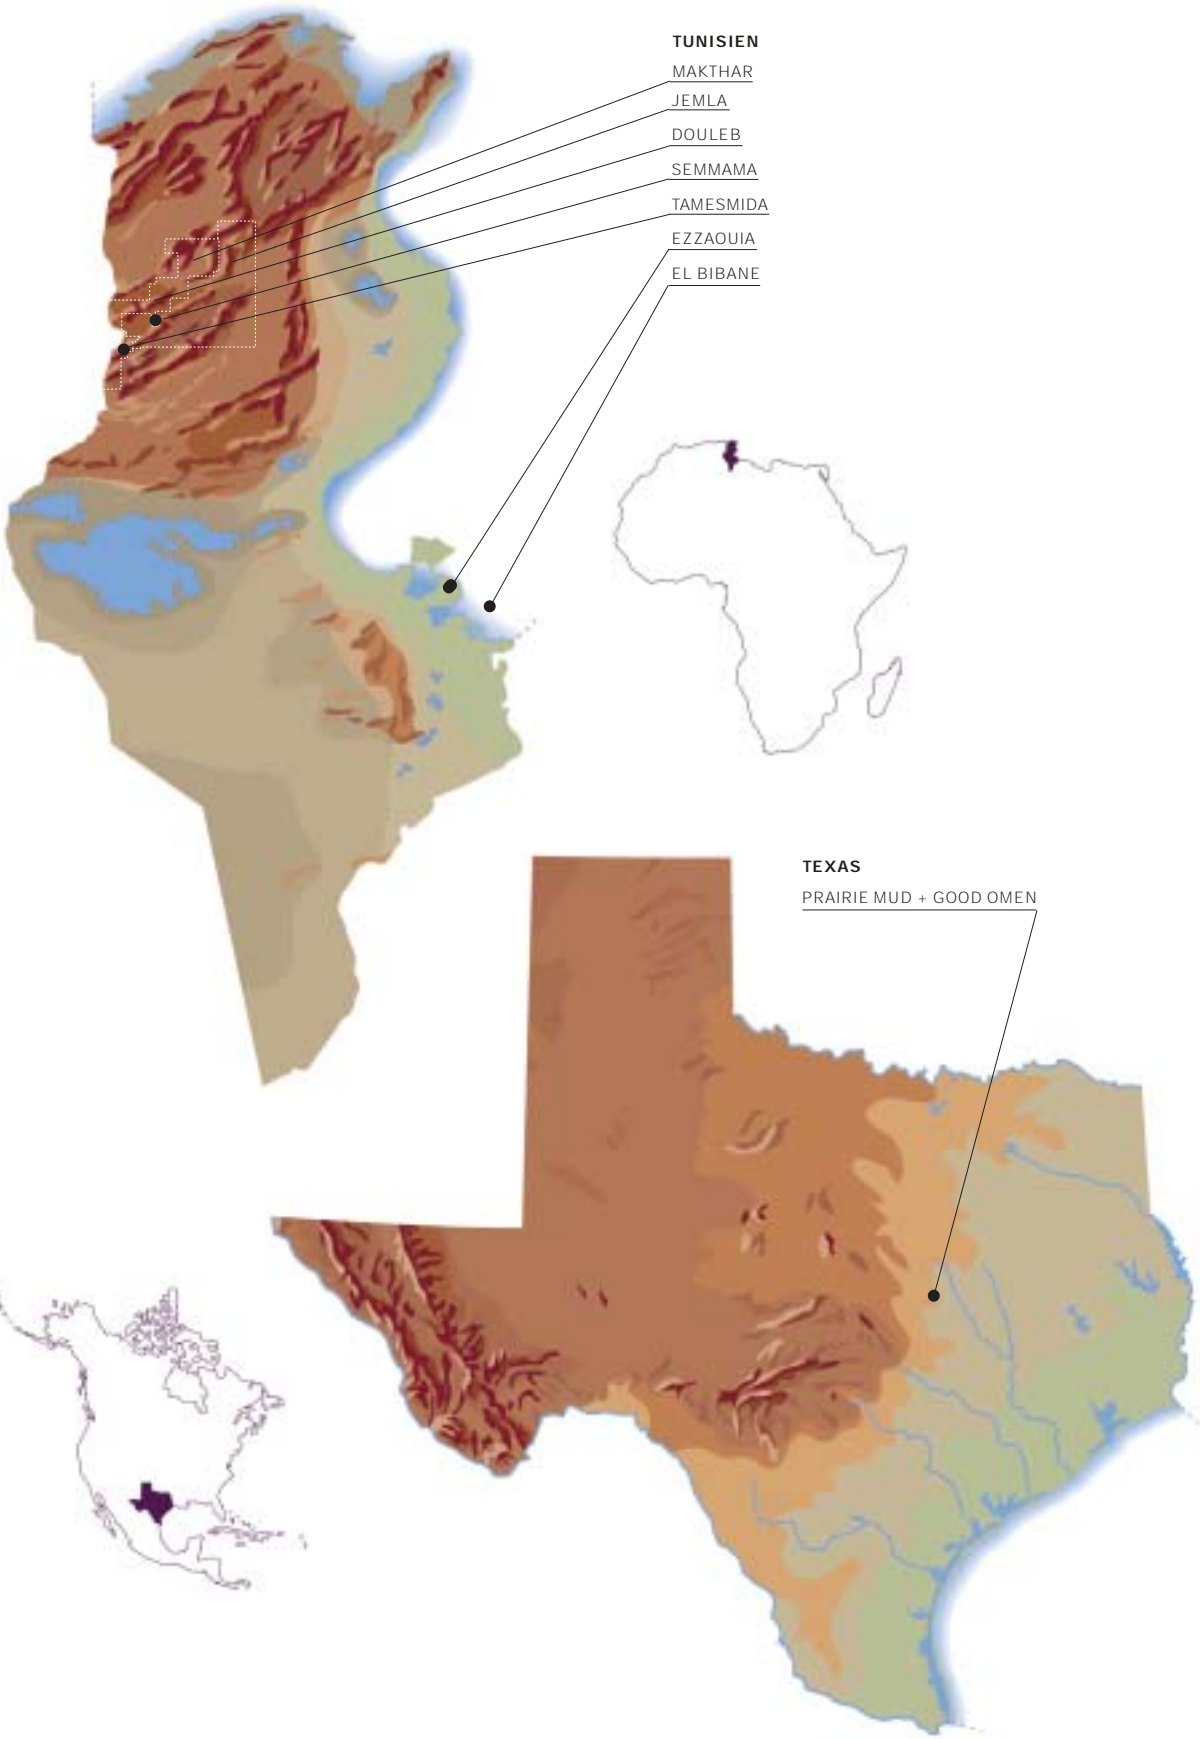 TUNISIEN
MAKTHAR
JEMLA
DOULEB
SEMMAMA
TAMESMIDA
EZZAOUIA
EL BIBANE
TEXAS
PRAIRIE MUD + GOOD OMEN